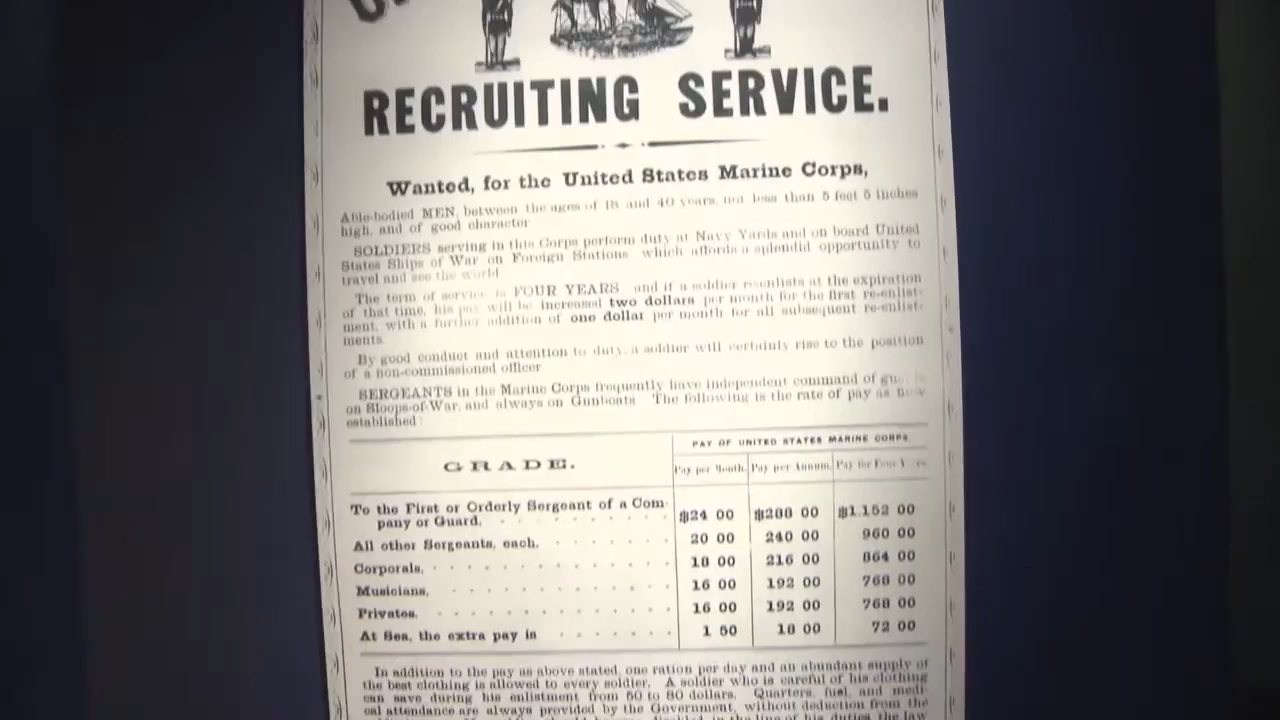 RECRUITING SERVICE.
Wanted, for the United States Marine Corps,
Able-bodied MEN, between the ages of 18 and 40 years, not less than 5 feet 5 inches
high, and of good character
SOLDIERS serving in this Corps perform duty at Navy Yards and on board United
States Ships of War on Foreign Stations which affords a splendid opportunity to
travel and see the world
The term of service is FOUR YEARS and if a soldier re-enlists at the expiration
of that time, his pay will be increased two dollars per month for the first re-enlist-
ment, with a further addition of one dollar per month for all subsequent re-enlist-
ments.
By good conduct and attention to duty, a soldier will certainly rise to the position
of a non-commissioned officer
SERGEANTS in the Marine Corps frequently have independent command of
on Sloops-of-War, and always on Gunboats The following is the rate of pay as now
established:
PAY OF UNITED STATES MARINE CORPS
GRADE. Pay per Month. Pay per Annum. Pay for Four
To the First or Orderly Sergeant of a Com-
pany or Guard. $24 00 $288 00 $1,152 00
All other Sergeants, each. 20 00 240 00 960 00
Corporals, 18 00 216 00 864 00
Musicians, 16 00 192 00 768 00
Privates. 16 00 192 00 768 00
At Sea, the extra pay is 1 50 18 00 72 00
In addition to the pay as above stated, one ration per day and an abundant supply of
the best clothing is allowed to every soldier. A soldier who is careful of his clothing
can save during his enlistment from 50 to 80 dollars. Quarters, fuel, and medi-
cal attendance are always provided by the Government, without deduction from the
in the line of his duties the law